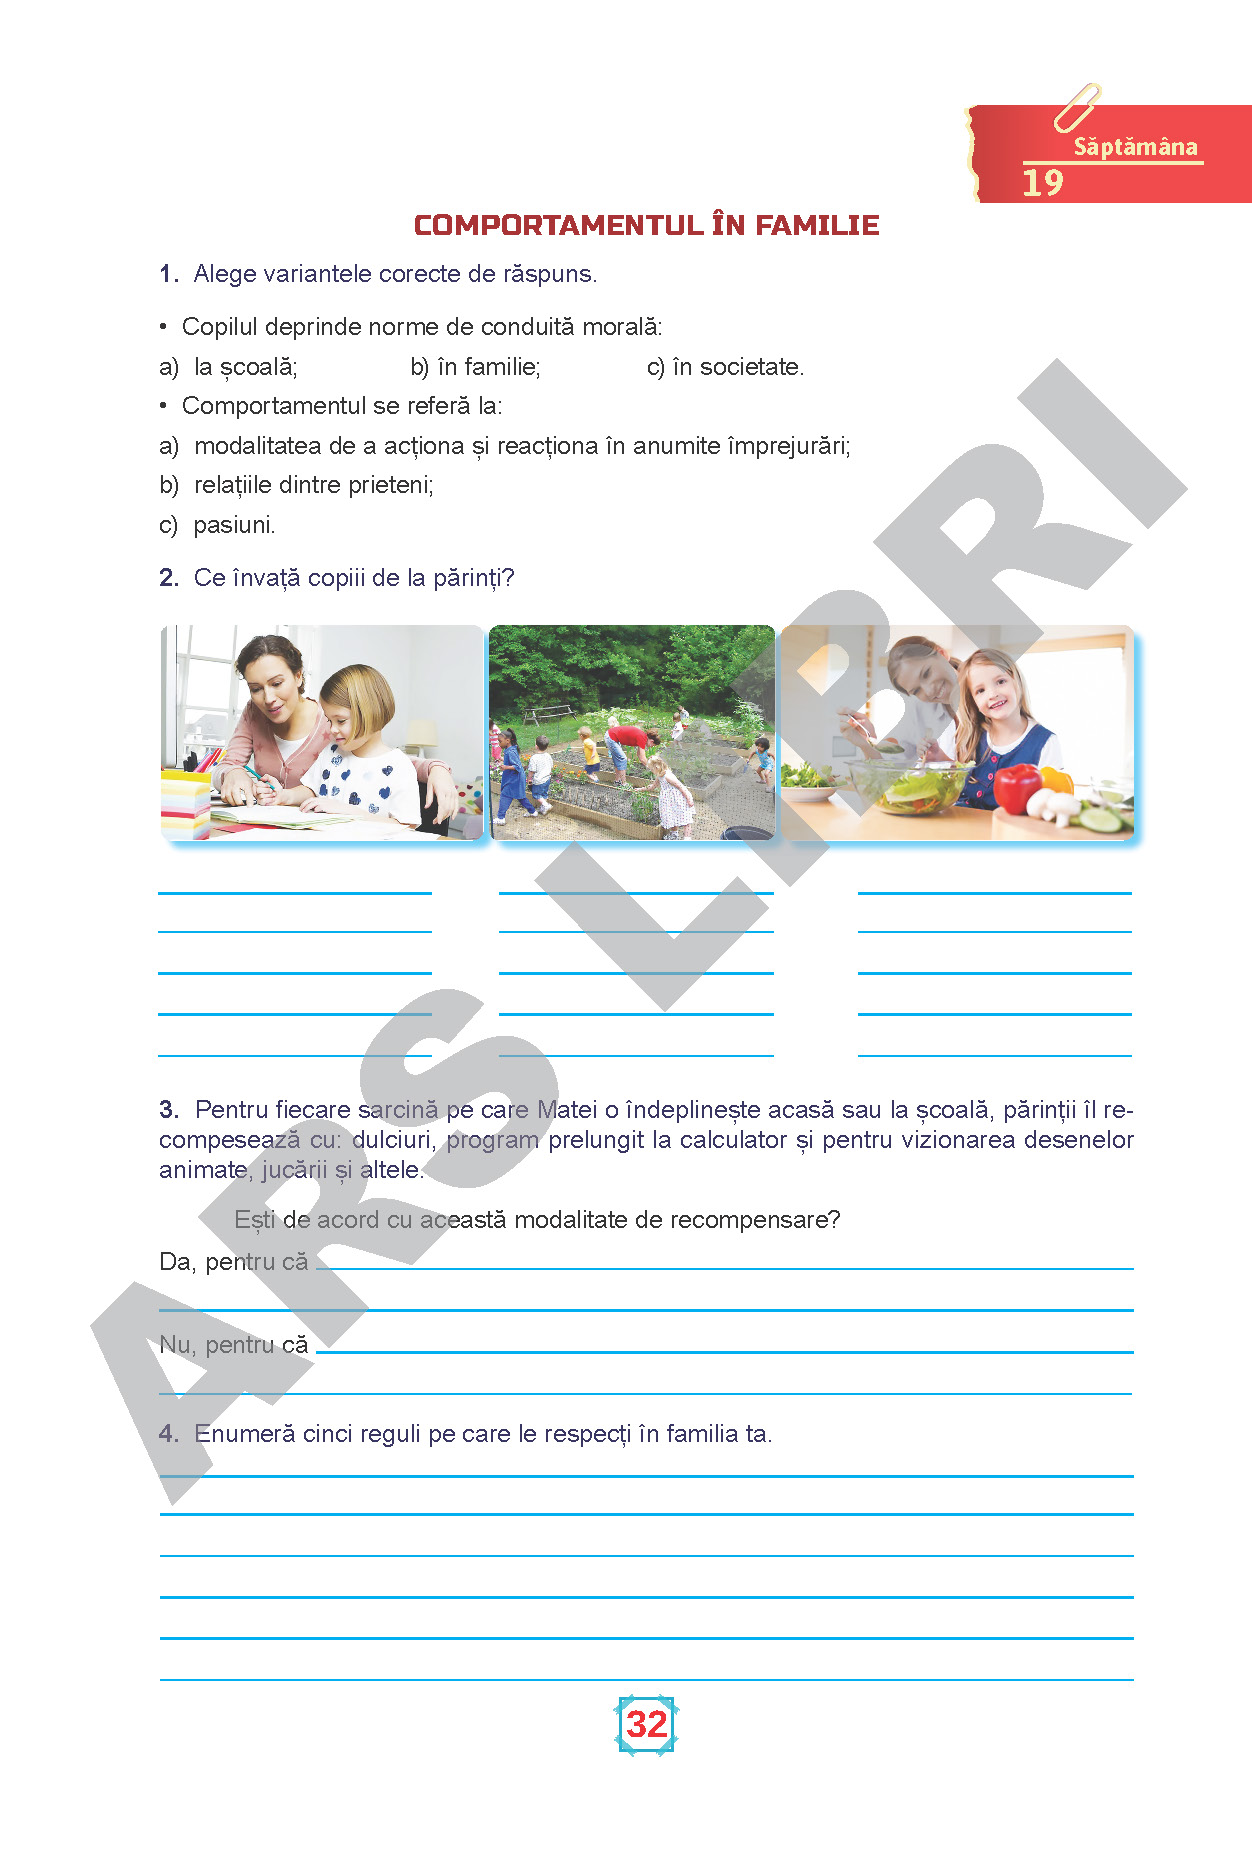 Săptămâna
19
COMPORTAMENTUL ÎN FAMILIE
1. Alege variantele corecte de răspuns.
• Copilul deprinde norme de conduită morală:
a) la școală; b) în familie; c) în societate.
• Comportamentul se referă la:
a) modalitatea de a acționa și reacționa în anumite împrejurări;
b) relațiile dintre prieteni;
c) pasiuni.
2. Ce învață copiii de la părinți?
3. Pentru fiecare sarcină pe care Matei o îndeplinește acasă sau la școală, părinții îl re-
compesează cu: dulciuri, program prelungit la calculator și pentru vizionarea desenelor
animate, jucării și altele.
Ești de acord cu această modalitate de recompensare?
Da, pentru că
Nu, pentru că
4. Enumeră cinci reguli pe care le respecți în familia ta.
32
ARS LIBRI